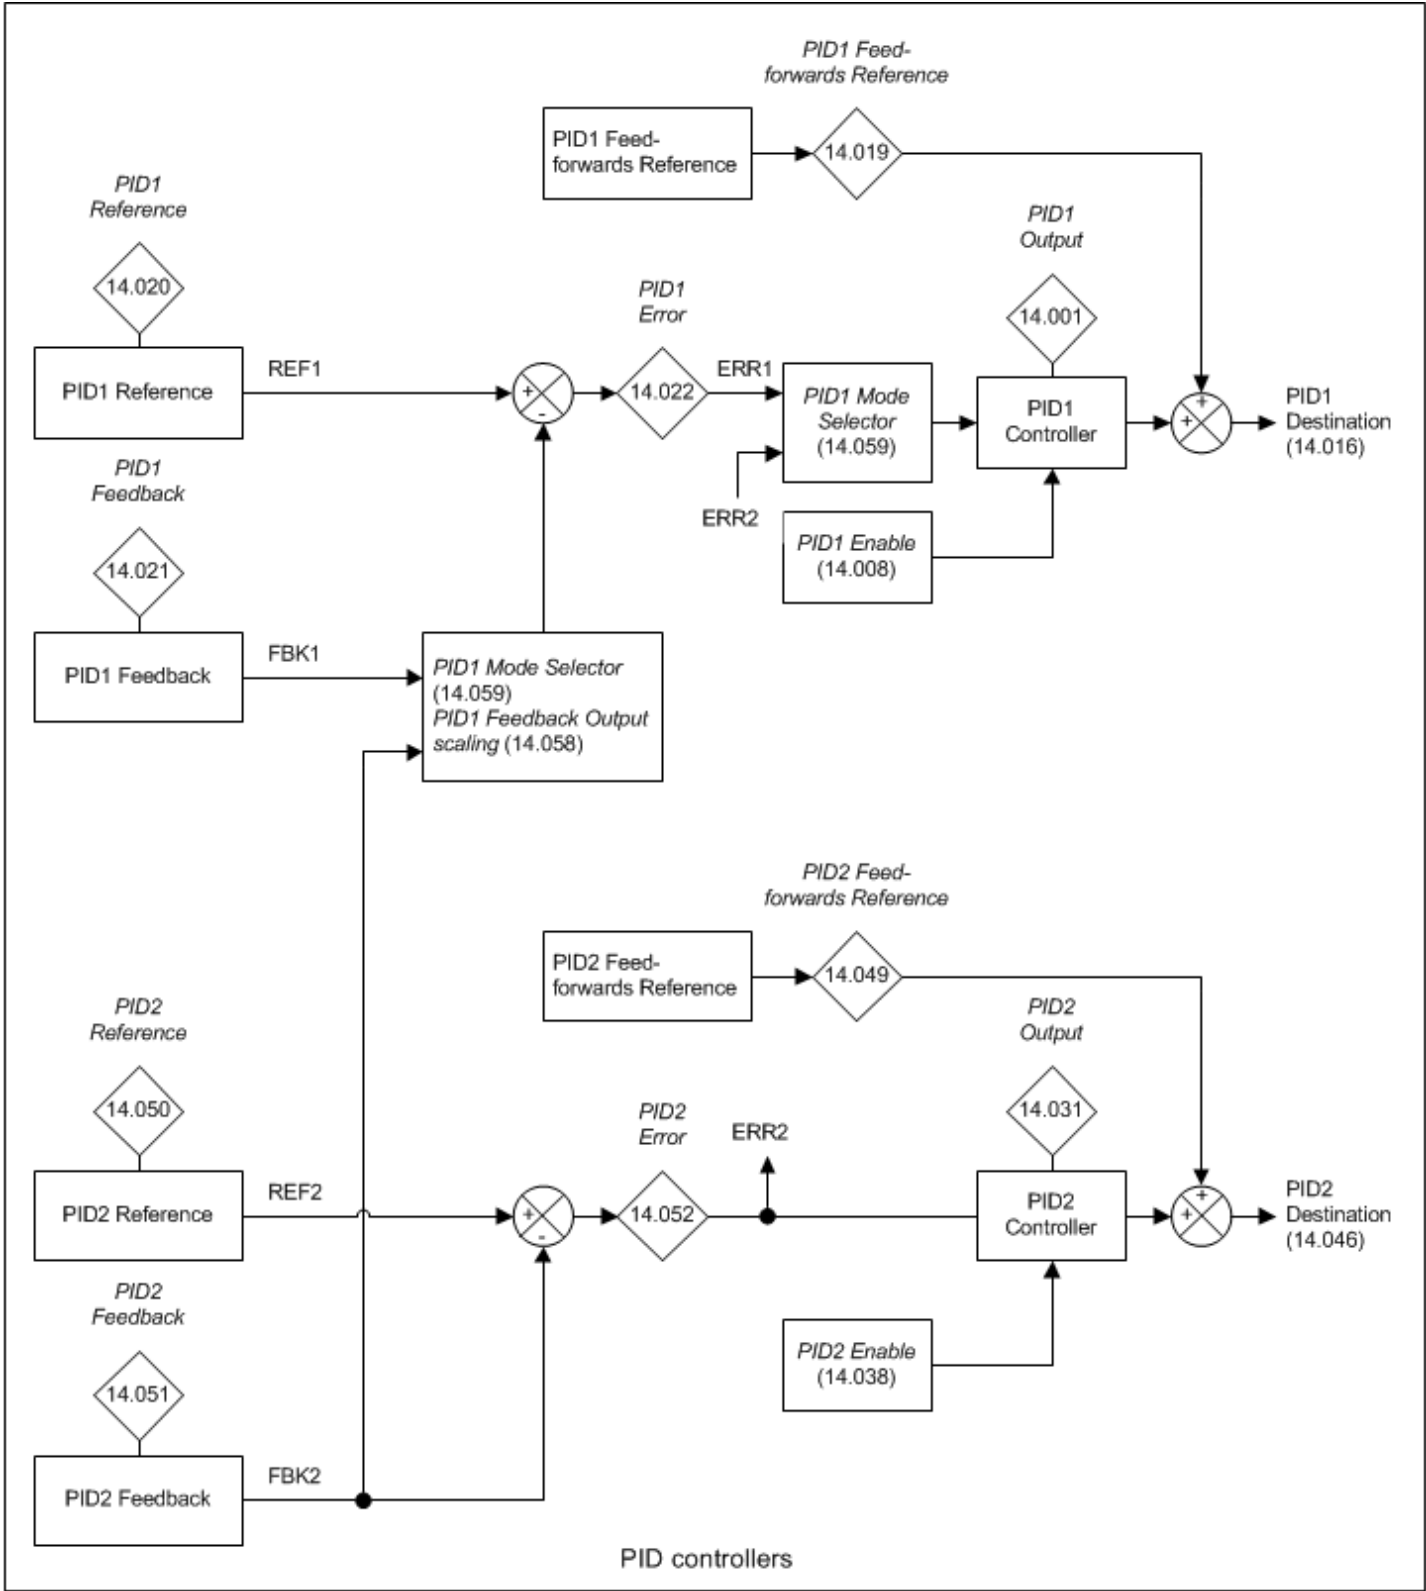 PID1 Feed-
forwards Reference
PID1 Feed-
forwards Reference
14.019
PID1
Reference
14.020
PID1
Output
14.001
PID1
Error
14.022
PID1 Reference
REF1
+
-
ERR1
PID1 Mode
Selector
(14.059)
ERR2
PID1
Controller
+
+
PID1
Destination
(14.016)
PID1
Feedback
14.021
PID1 Enable
(14.008)
PID1 Feedback
FBK1
PID1 Mode Selector
(14.059)
PID1 Feedback Output
scaling (14.058)
PID2 Feed-
forwards Reference
PID2 Feed-
forwards Reference
14.049
PID2
Reference
14.050
PID2
Output
14.031
PID2
Error
14.052
ERR2
PID2 Reference
REF2
+
-
PID2
Controller
+
+
PID2
Destination
(14.046)
PID2
Feedback
14.051
PID2 Enable
(14.038)
PID2 Feedback
FBK2
PID controllers